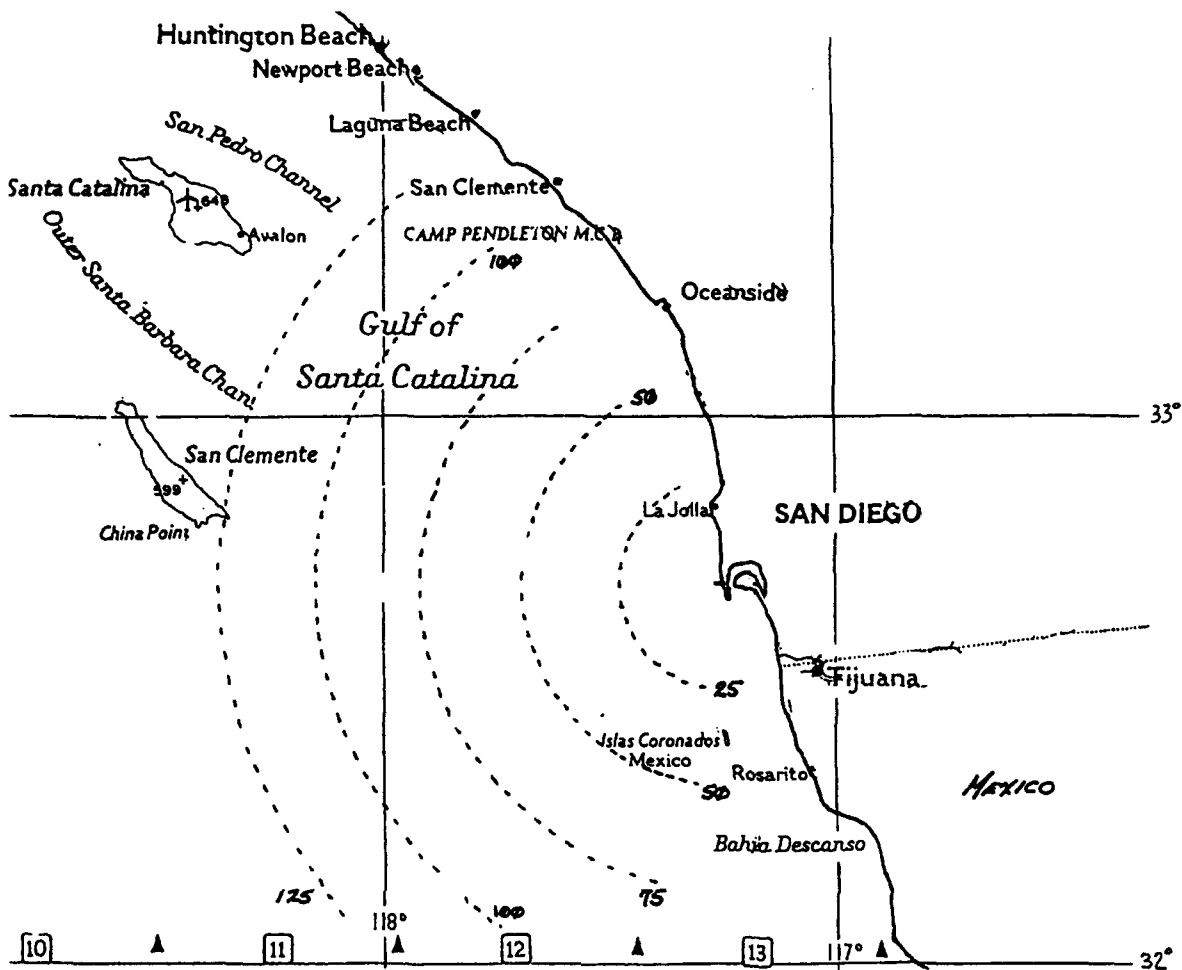 Huntington Beach
Newport Beach
Laguna Beach
San Pedro Channel
San Clemente
Santa Catalina
648
Avalon
CAMP PENDLETON M.C.B.
100
Outer Santa Barbara Chan
Oceanside
Gulf of
Santa Catalina
50
33°
San Clemente
599
China Point
La Jolla
SAN DIEGO
Tijuana
25
Islas Coronados
Mexico
Rosarito
50
MEXICO
Bahia Descanso
125
100
75
118°
10
11
12
13
117°
32°